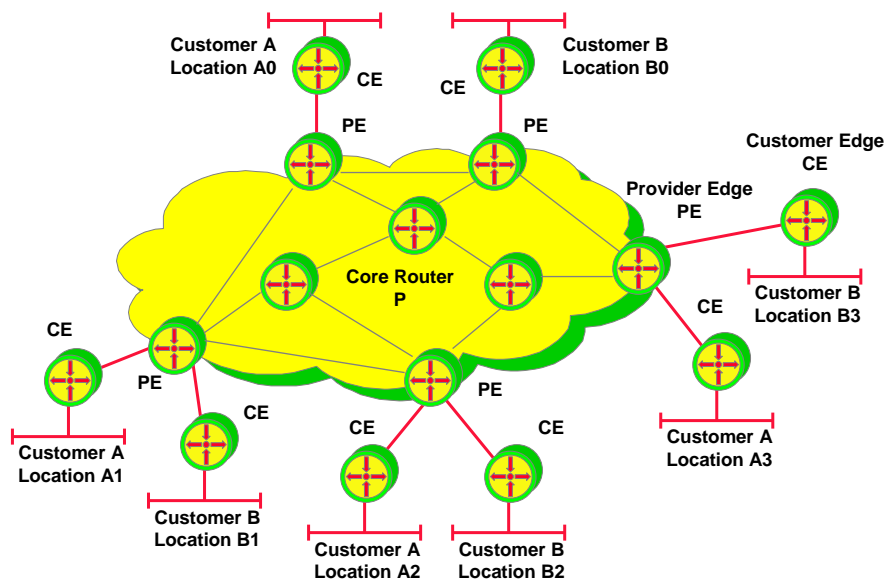 Customer A
Location A0
CE
Customer B
Location B0
CE
PE
PE
Customer Edge
CE
Provider Edge
PE
Core Router
P
Customer B
Location B3
CE
CE
PE
PE
CE
Customer A
Location A1
CE
CE
Customer A
Location A3
Customer B
Location B1
Customer A
Location A2
Customer B
Location B2